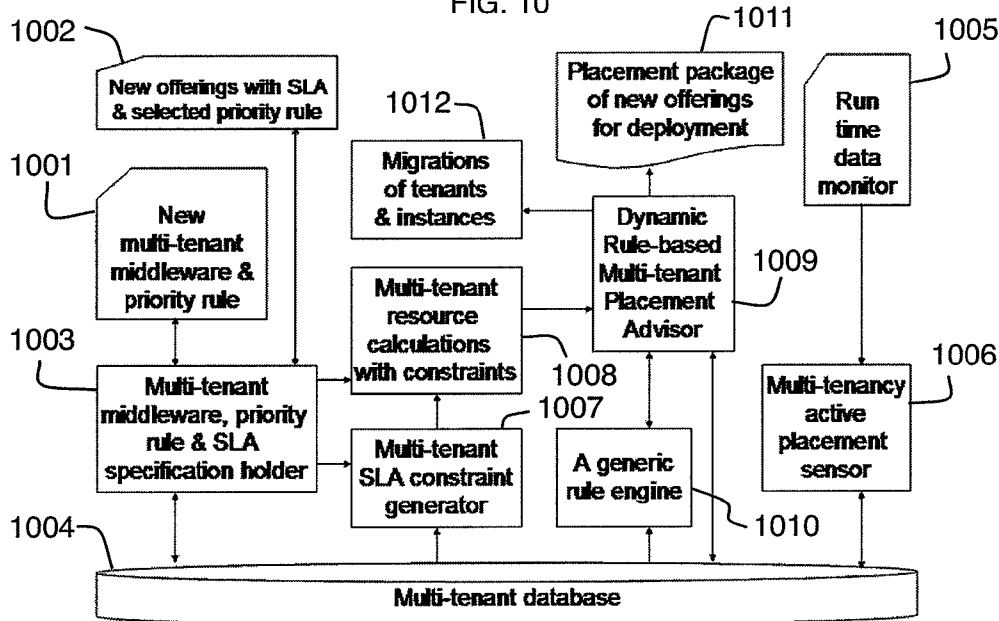 FIG. 10
1002
New offerings with SLA
& selected priority rule
1001
New
multi-tenant
middleware &
priority rule
1003
Multi-tenant
middleware, priority
rule & SLA
specification holder
1004
1012
Migrations
of tenants
& instances
Multi-tenant
resource
calculations
with constraints
1008
1007
Multi-tenant
SLA constraint
generator
1011
Placement package
of new offerings
for deployment
Dynamic
Rule-based
Multi-tenant
Placement
Advisor
1009
A generic
rule engine
1010
1005
Run
time
data
monitor
1006
Multi-tenancy
active
placement
sensor
Multi-tenant database